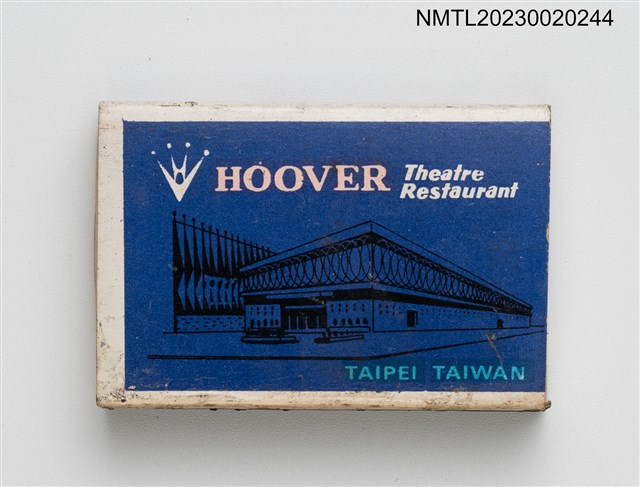 NMTL20230020244
HOOVER Theatre
Restaurant
TAIPEI TAIWAN